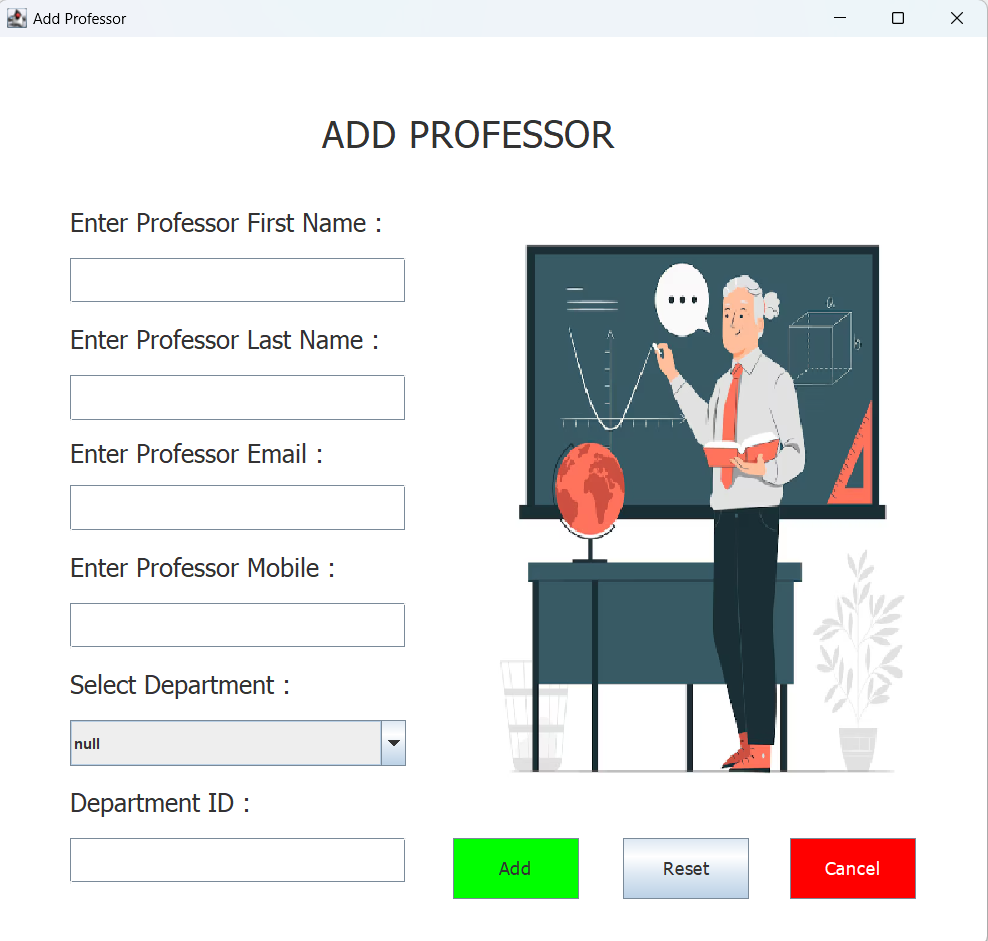 Add Professor
ADD PROFESSOR
Enter Professor First Name :
Enter Professor Last Name :
Enter Professor Email :
Enter Professor Mobile :
Select Department :
null
Department ID :
Add
Reset
Cancel